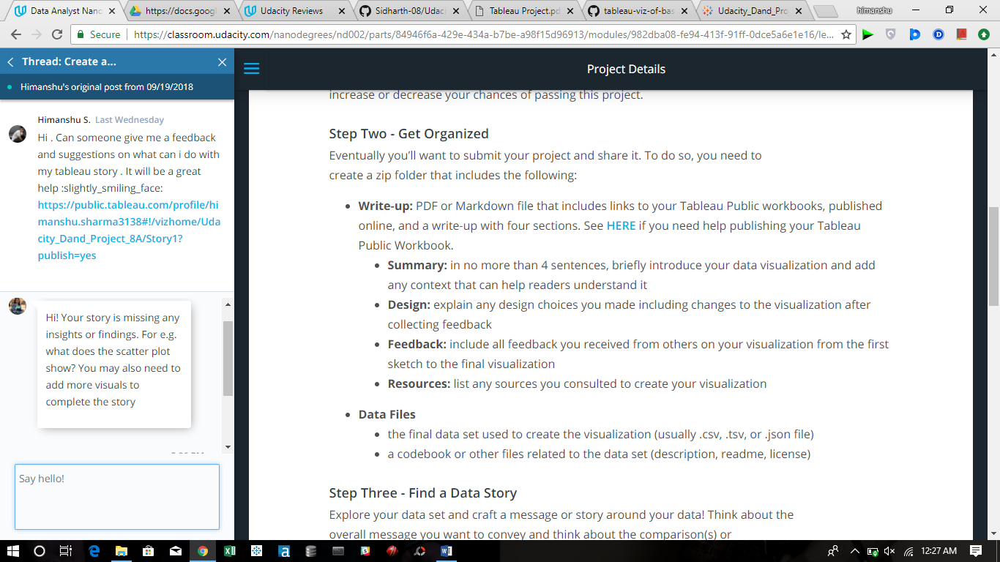 Data Analyst Nano
https://docs.googl
Udacity Reviews
Sidharth-08/Udac
Tableau Project.pd
tableau-viz-of-bas
Udacity_Dand_Pro
himanshu
Secure
https://classroom.udacity.com/nanodegrees/nd002/parts/84946f6a-429e-434a-b7be-a98f15d96913/modules/982dba08-fe94-413f-91ff-0dce5a6e1e16/le...
Thread: Create a...
Himanshu's original post from 09/19/2018
Himanshu S. Last Wednesday
Hi . Can someone give me a feedback
and suggestions on what can i do with
my tableau story . It will be a great
help :slightly_smiling_face:
https://public.tableau.com/profile/hi
manshu.sharma3138#!/vizhome/Uda
city_Dand_Project_8A/Story1?
publish=yes
Hi! Your story is missing any
insights or findings. For e.g.
what does the scatter plot
show? You may also need to
add more visuals to
complete the story
Say hello!
Project Details
increase or decrease your chances of passing this project.
Step Two - Get Organized
Eventually you'll want to submit your project and share it. To do so, you need to
create a zip folder that includes the following:
• Write-up: PDF or Markdown file that includes links to your Tableau Public workbooks, published
online, and a write-up with four sections. See HERE if you need help publishing your Tableau
Public Workbook.
• Summary: in no more than 4 sentences, briefly introduce your data visualization and add
any context that can help readers understand it
• Design: explain any design choices you made including changes to the visualization after
collecting feedback
• Feedback: include all feedback you received from others on your visualization from the first
sketch to the final visualization
• Resources: list any sources you consulted to create your visualization
• Data Files
• the final data set used to create the visualization (usually .csv, .tsv, or .json file)
• a codebook or other files related to the data set (description, readme, license)
Step Three - Find a Data Story
Explore your data set and craft a message or story around your data! Think about the
overall message you want to convey and think about the comparison(s) or
12:27 AM